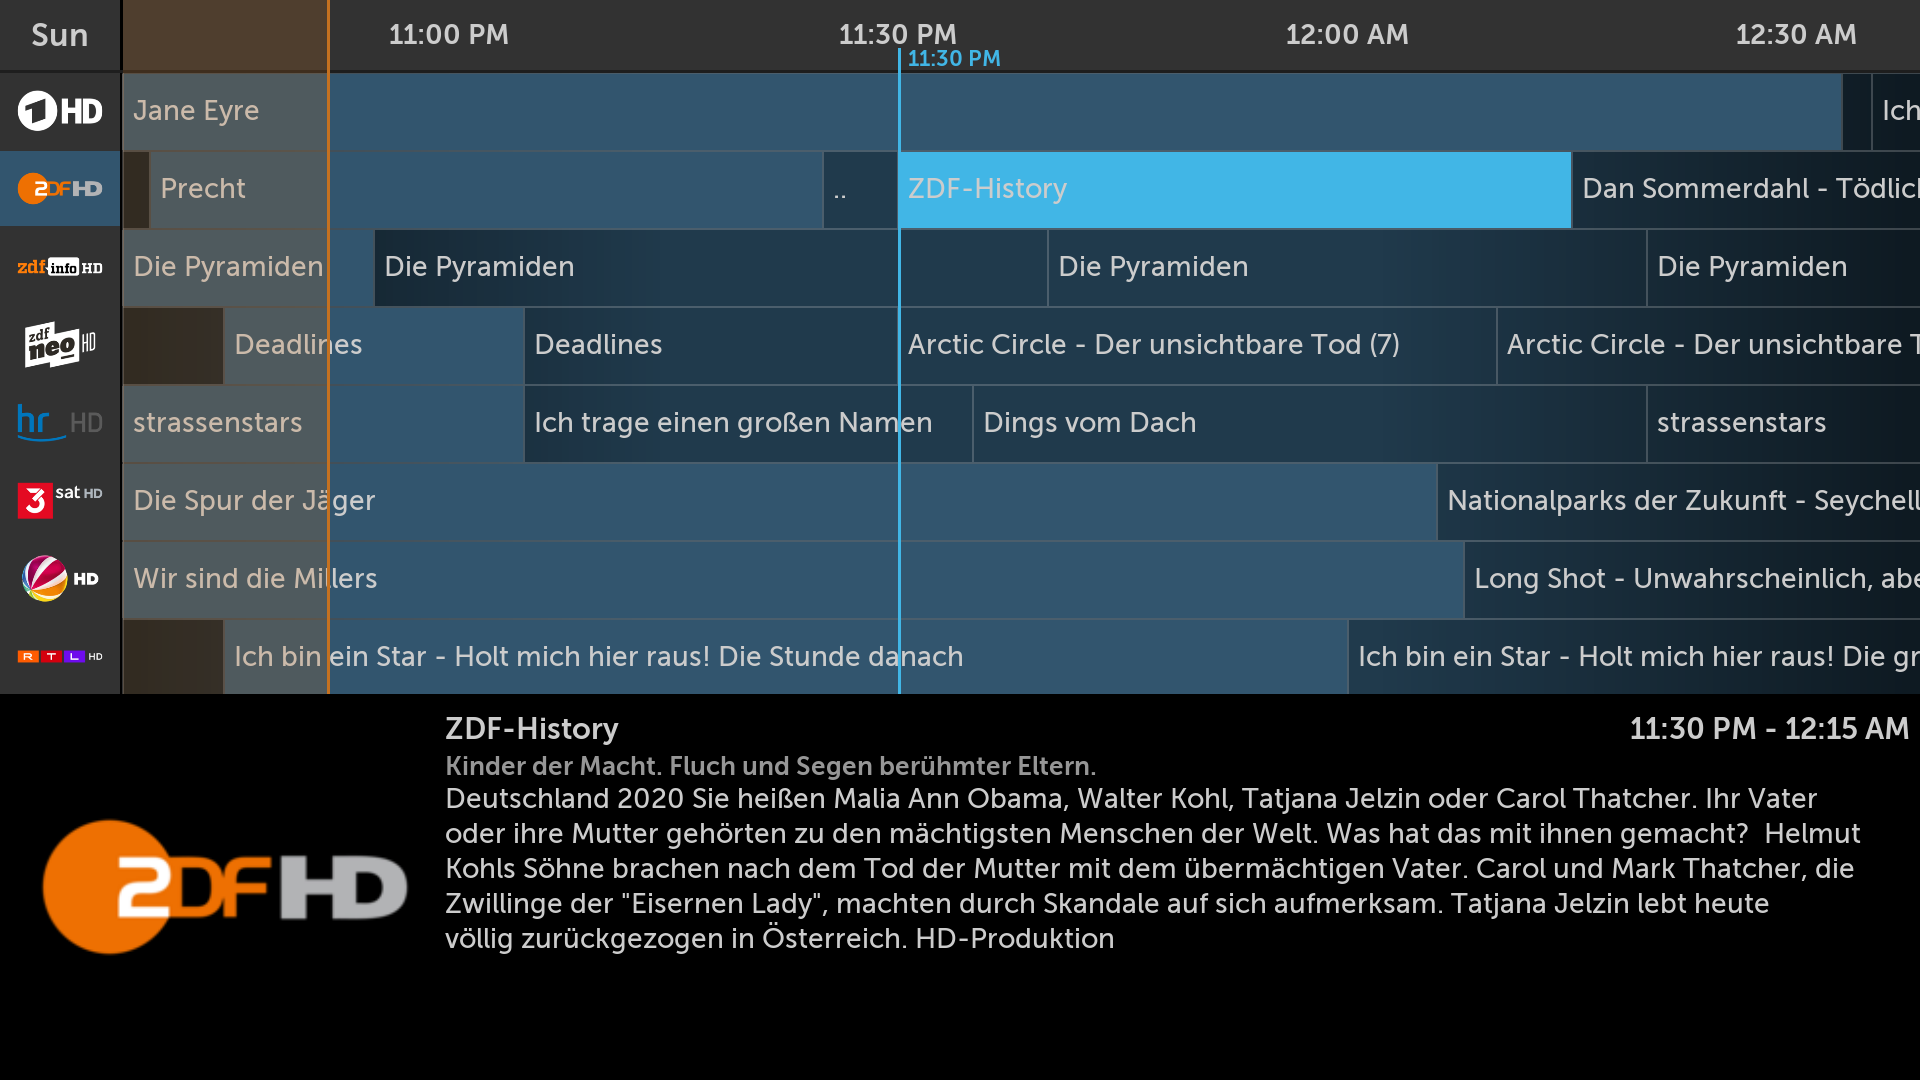 Sun 11:00 PM 11:30 PM 12:00 AM 12:30 AM
11:30 PM
1 HD Jane Eyre Ich
2DF HD Precht .. ZDF-History Dan Sommerdahl - Tödlic
zdf info HD Die Pyramiden Die Pyramiden Die Pyramiden Die Pyramiden
zdf neo HD Deadlines Deadlines Arctic Circle - Der unsichtbare Tod (7) Arctic Circle - Der unsichtbare T
hr HD strassenstars Ich trage einen großen Namen Dings vom Dach strassenstars
3sat HD Die Spur der Jäger Nationalparks der Zukunft - Seychell
HD Wir sind die Millers Long Shot - Unwahrscheinlich, abe
RTL HD Ich bin ein Star - Holt mich hier raus! Die Stunde danach Ich bin ein Star - Holt mich hier raus! Die gr
ZDF-History 11:30 PM - 12:15 AM
Kinder der Macht. Fluch und Segen berühmter Eltern.
Deutschland 2020 Sie heißen Malia Ann Obama, Walter Kohl, Tatjana Jelzin oder Carol Thatcher. Ihr Vater
oder ihre Mutter gehörten zu den mächtigsten Menschen der Welt. Was hat das mit ihnen gemacht?  Helmut
Kohls Söhne brachen nach dem Tod der Mutter mit dem übermächtigen Vater. Carol und Mark Thatcher, die
Zwillinge der "Eisernen Lady", machten durch Skandale auf sich aufmerksam. Tatjana Jelzin lebt heute
völlig zurückgezogen in Österreich. HD-Produktion
2DF HD